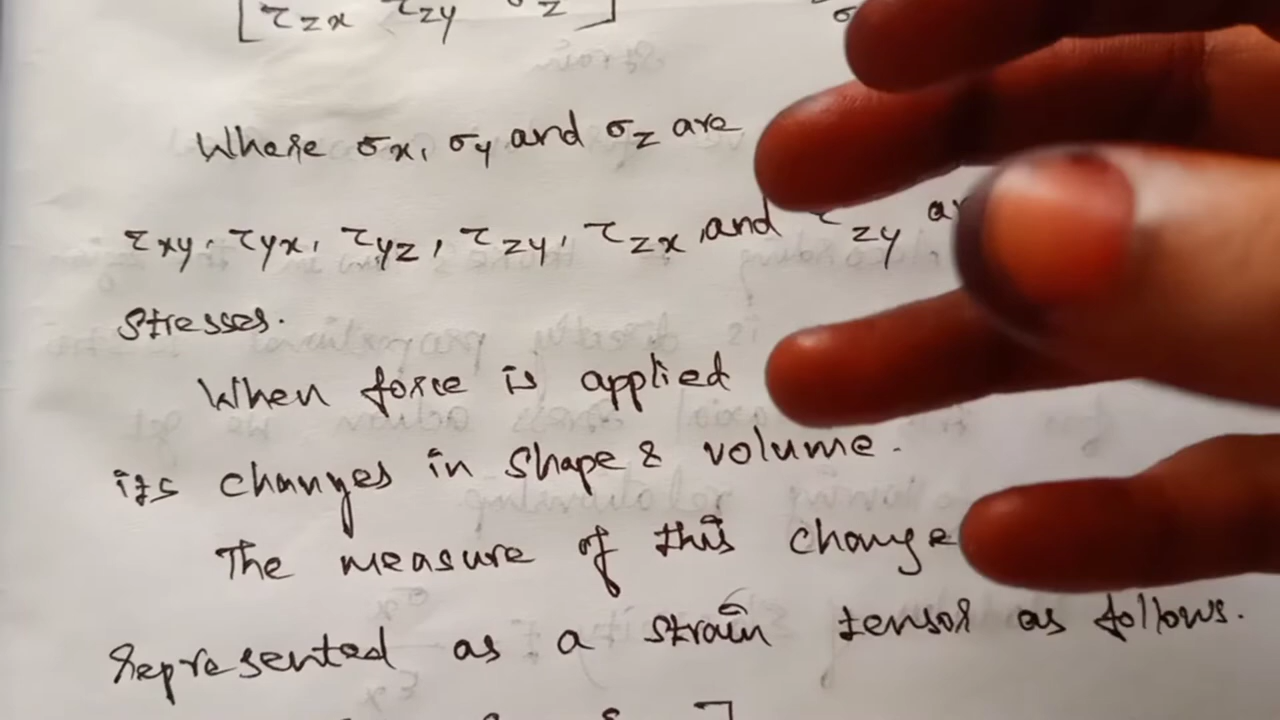 [τzx τzy σz]
Where σx, σy and σz are
τxy, τyx, τyz, τzy, τzx and τzy
stresses.
When force is applied
its changes in shape & volume.
The measure of this change
represented as a strain tensor as follows.